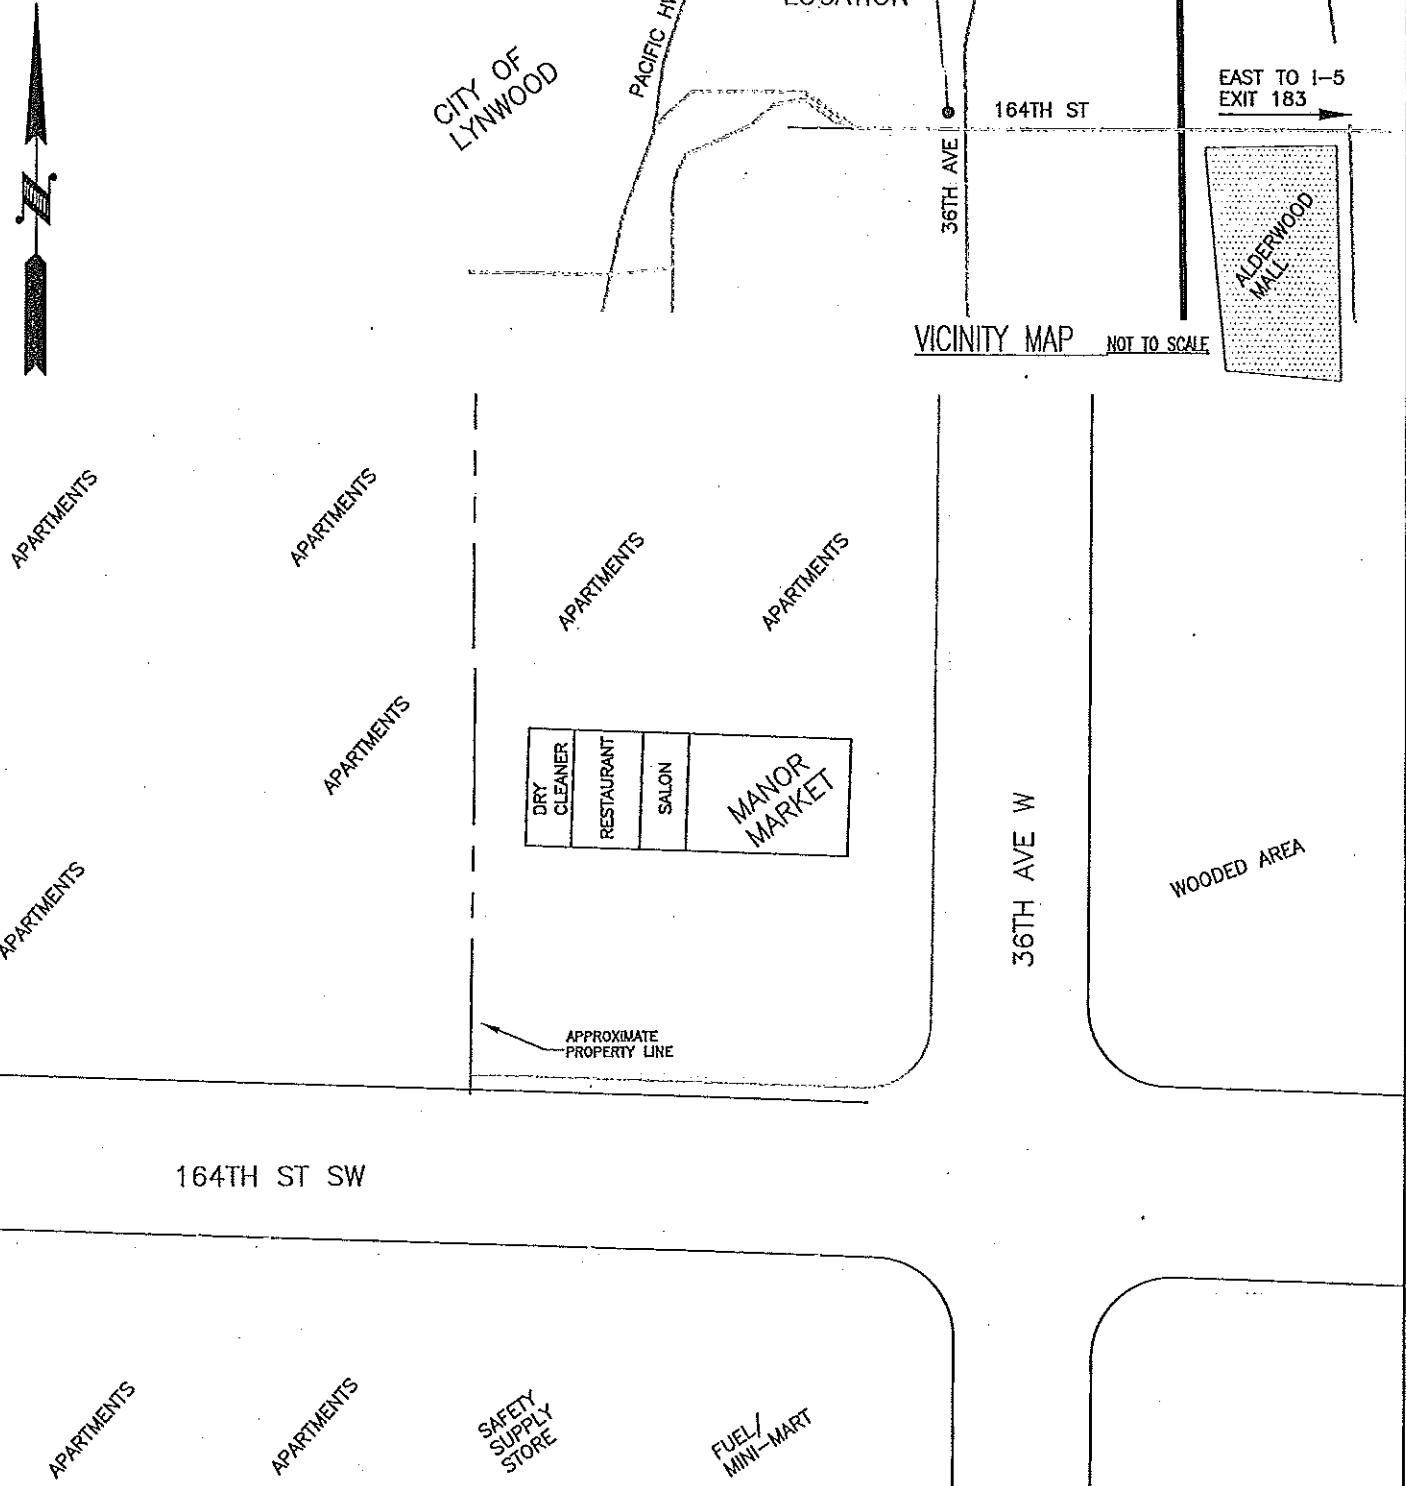 LOCATION
CITY OF
LYNWOOD
PACIFIC
EAST TO I-5
EXIT 183
164TH ST
36TH AVE
ALDERWOOD
MALL
N
VICINITY MAP
NOT TO SCALE
APARTMENTS
APARTMENTS
APARTMENTS
APARTMENTS
APARTMENTS
DRY
CLEANER
RESTAURANT
SALON
MANOR
MARKET
36TH AVE W
WOODED AREA
APARTMENTS
APPROXIMATE
PROPERTY LINE
164TH ST SW
APARTMENTS
APARTMENTS
SAFETY
SUPPLY
STORE
FUEL/
MINI-MART